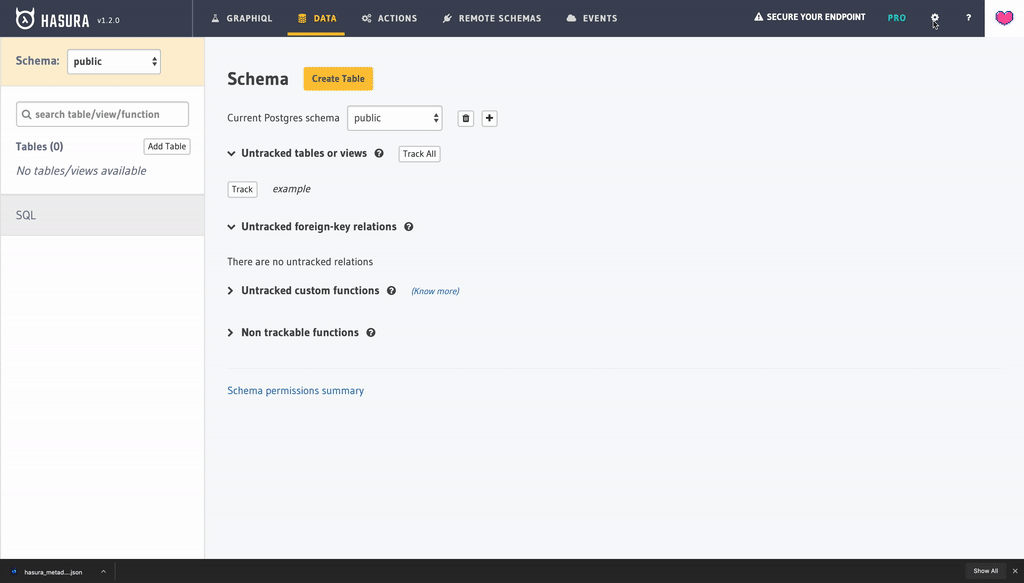 HASURA v1.2.0 GRAPHIQL DATA ACTIONS REMOTE SCHEMAS EVENTS SECURE YOUR ENDPOINT PRO ?
Schema: public
search table/view/function
Tables (0) Add Table
No tables/views available
SQL
Schema Create Table
Current Postgres schema public
Untracked tables or views ? Track All
Track example
Untracked foreign-key relations ?
There are no untracked relations
Untracked custom functions ? (Know more)
Non trackable functions ?
Schema permissions summary
hasura_metad....json Show All